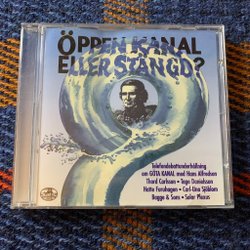 ÖPPEN KANAL
ELLER STÄNGD?
Telefondebattunderhållning
om GÖTA KANAL med Hans Alfredson
Thord Carlsson • Tage Danielsson
Hatte Furuhagen • Carl-Uno Sjöblom
Bagge & Sons • Solar Plexus